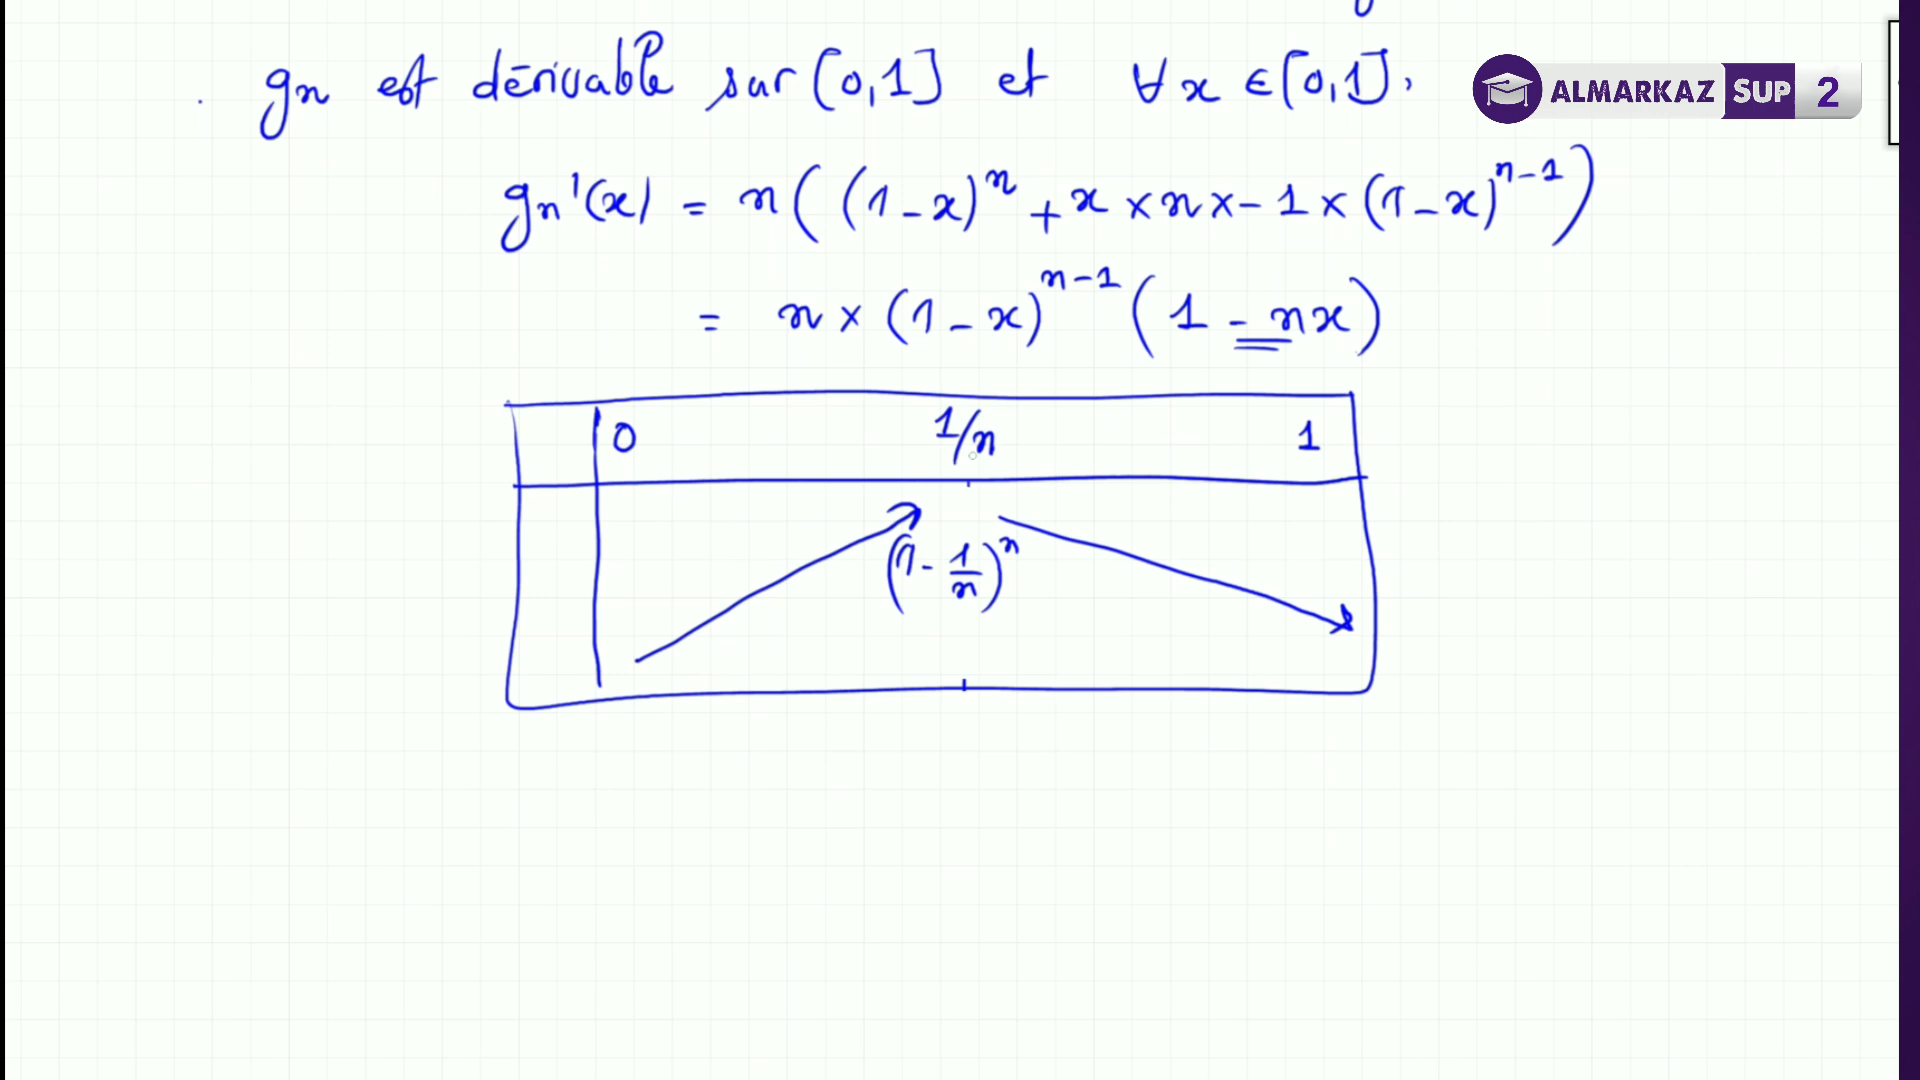 . gn est dérivable sur [0,1] et ∀x ∈ [0,1].
ALMARKAZ SUP 2
gn'(x) = n((1-x)^n + x × n × -1 × (1-x)^{n-1})
= n × (1-x)^{n-1} (1 - nx)
0 1/n 1
(1 - 1/n)^n